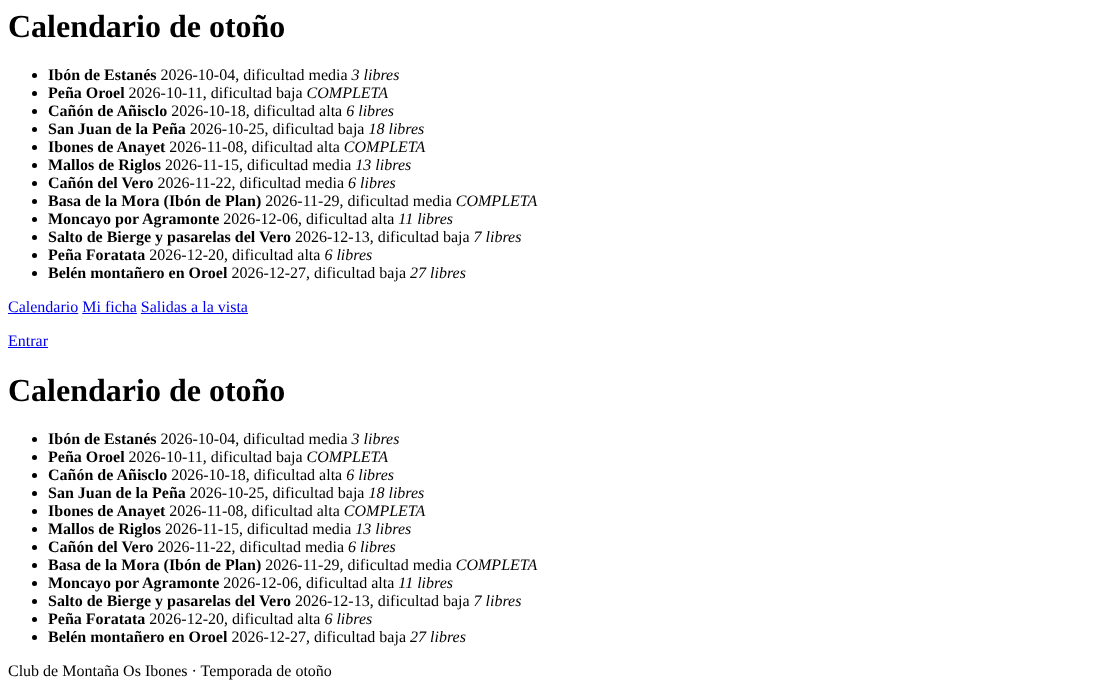 Calendario de otoño
Ibón de Estanés 2026-10-04, dificultad media 3 libres
Peña Oroel 2026-10-11, dificultad baja COMPLETA
Cañón de Añisclo 2026-10-18, dificultad alta 6 libres
San Juan de la Peña 2026-10-25, dificultad baja 18 libres
Ibones de Anayet 2026-11-08, dificultad alta COMPLETA
Mallos de Riglos 2026-11-15, dificultad media 13 libres
Cañón del Vero 2026-11-22, dificultad media 6 libres
Basa de la Mora (Ibón de Plan) 2026-11-29, dificultad media COMPLETA
Moncayo por Agramonte 2026-12-06, dificultad alta 11 libres
Salto de Bierge y pasarelas del Vero 2026-12-13, dificultad baja 7 libres
Peña Foratata 2026-12-20, dificultad alta 6 libres
Belén montañero en Oroel 2026-12-27, dificultad baja 27 libres
Calendario Mi ficha Salidas a la vista
Entrar
Calendario de otoño
Ibón de Estanés 2026-10-04, dificultad media 3 libres
Peña Oroel 2026-10-11, dificultad baja COMPLETA
Cañón de Añisclo 2026-10-18, dificultad alta 6 libres
San Juan de la Peña 2026-10-25, dificultad baja 18 libres
Ibones de Anayet 2026-11-08, dificultad alta COMPLETA
Mallos de Riglos 2026-11-15, dificultad media 13 libres
Cañón del Vero 2026-11-22, dificultad media 6 libres
Basa de la Mora (Ibón de Plan) 2026-11-29, dificultad media COMPLETA
Moncayo por Agramonte 2026-12-06, dificultad alta 11 libres
Salto de Bierge y pasarelas del Vero 2026-12-13, dificultad baja 7 libres
Peña Foratata 2026-12-20, dificultad alta 6 libres
Belén montañero en Oroel 2026-12-27, dificultad baja 27 libres
Club de Montaña Os Ibones · Temporada de otoño